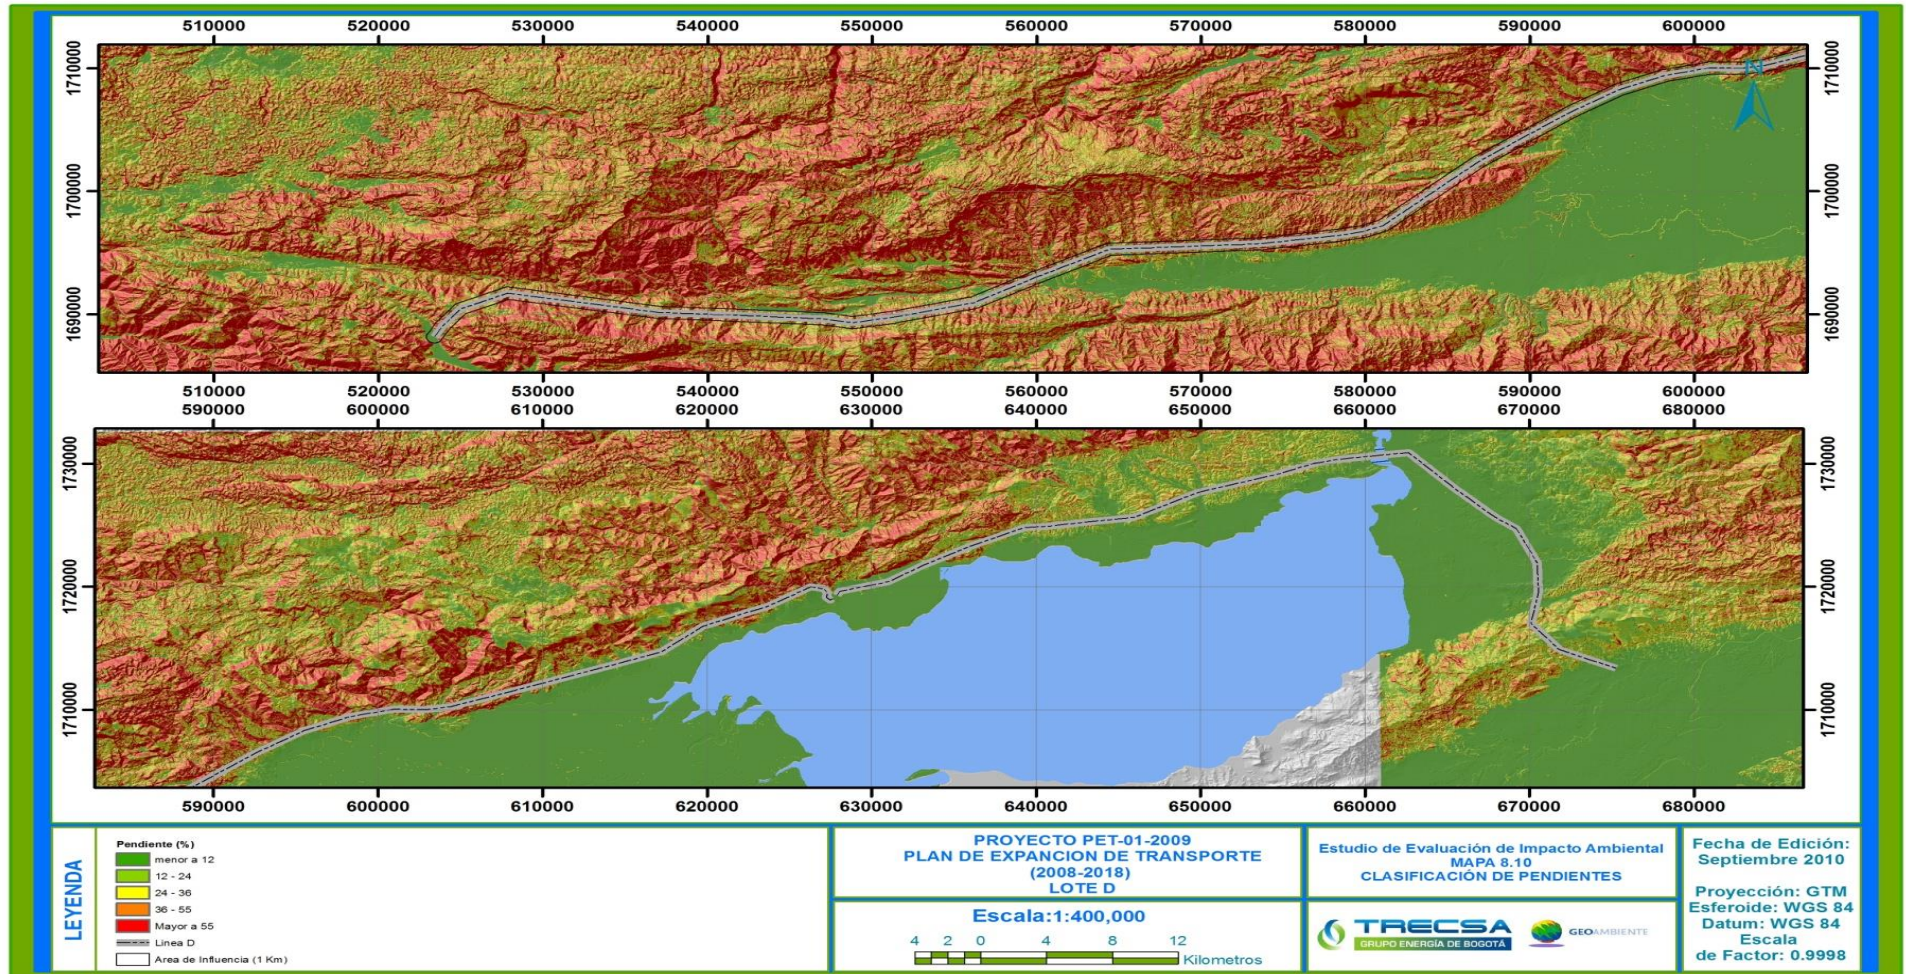 510000 520000 530000 540000 550000 560000 570000 580000 590000 600000
1710000 1710000
N
1700000 1700000
1690000 1690000
510000 520000 530000 540000 550000 560000 570000 580000 590000 600000
590000 600000 610000 620000 630000 640000 650000 660000 670000 680000
1730000 1730000
1720000 1720000
1710000 1710000
590000 600000 610000 620000 630000 640000 650000 660000 670000 680000
LEYENDA
Pendiente (%)
menor a 12
12 - 24
24 - 36
36 - 55
Mayor a 55
Linea D
Area de Influencia (1 Km)
PROYECTO PET-01-2009
PLAN DE EXPANCION DE TRANSPORTE
(2008-2018)
LOTE D
Escala:1:400,000
4 2 0 4 8 12
Kilometros
Estudio de Evaluación de Impacto Ambiental
MAPA 8.10
CLASIFICACIÓN DE PENDIENTES
TRECSA
GRUPO ENERGÍA DE BOGOTÁ
GEOAMBIENTE
Fecha de Edición:
Septiembre 2010
Proyección: GTM
Esferoide: WGS 84
Datum: WGS 84
Escala
de Factor: 0.9998